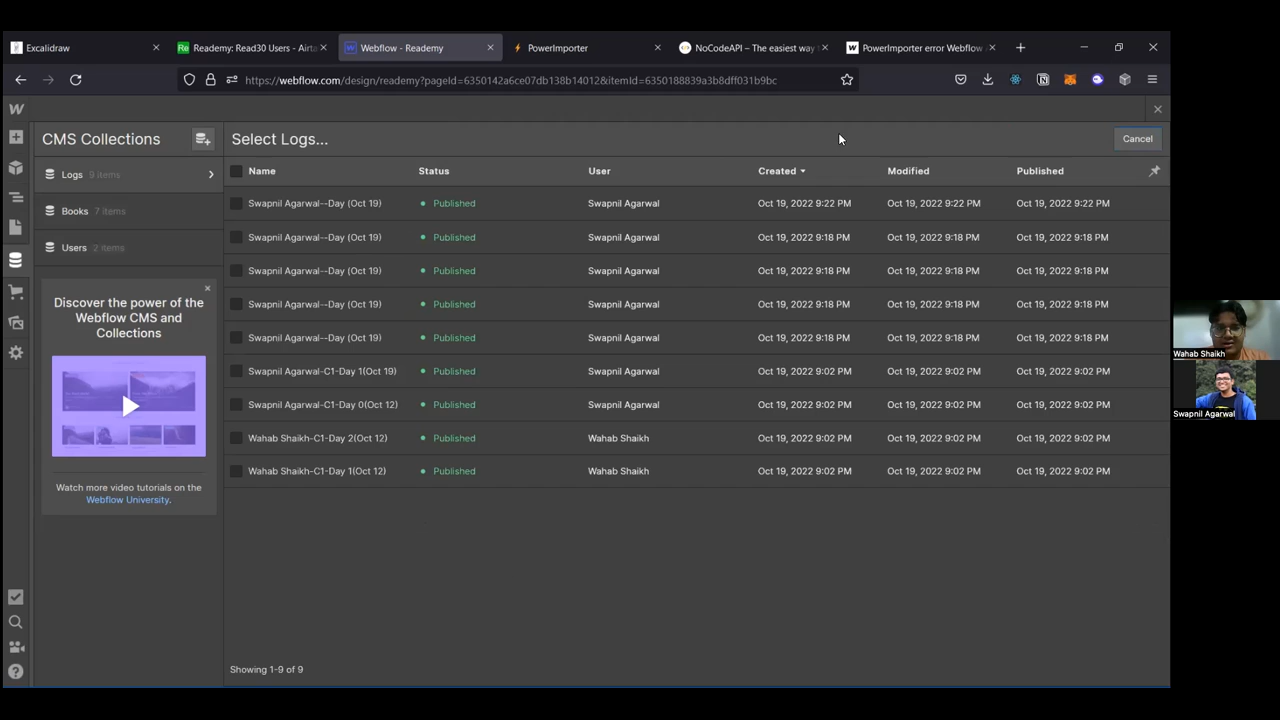 Excalidraw
Readmy: Read30 Users - Airta
Webflow - Reademy
PowerImporter
NoCodeAPI – The easiest way t
PowerImporter error Webflow A
https://webflow.com/design/reademy?pageId=6350142a6ce07db138b14012&itemId=6350188839a3b8dff031b9bc
CMS Collections
Select Logs...
Cancel
Logs 9 items
Books 7 items
Users 2 items
Discover the power of the
Webflow CMS and
Collections
Watch more video tutorials on the
Webflow University.
Name Status User Created Modified Published
Swapnil Agarwal--Day (Oct 19) Published Swapnil Agarwal Oct 19, 2022 9:22 PM Oct 19, 2022 9:22 PM Oct 19, 2022 9:22 PM
Swapnil Agarwal--Day (Oct 19) Published Swapnil Agarwal Oct 19, 2022 9:18 PM Oct 19, 2022 9:18 PM Oct 19, 2022 9:18 PM
Swapnil Agarwal--Day (Oct 19) Published Swapnil Agarwal Oct 19, 2022 9:18 PM Oct 19, 2022 9:18 PM Oct 19, 2022 9:18 PM
Swapnil Agarwal--Day (Oct 19) Published Swapnil Agarwal Oct 19, 2022 9:18 PM Oct 19, 2022 9:18 PM Oct 19, 2022 9:18 PM
Swapnil Agarwal--Day (Oct 19) Published Swapnil Agarwal Oct 19, 2022 9:18 PM Oct 19, 2022 9:18 PM Oct 19, 2022 9:18 PM
Swapnil Agarwal-C1-Day 1(Oct 19) Published Swapnil Agarwal Oct 19, 2022 9:02 PM Oct 19, 2022 9:02 PM Oct 19, 2022 9:02 PM
Swapnil Agarwal-C1-Day 0(Oct 12) Published Swapnil Agarwal Oct 19, 2022 9:02 PM Oct 19, 2022 9:02 PM Oct 19, 2022 9:02 PM
Wahab Shaikh-C1-Day 2(Oct 12) Published Wahab Shaikh Oct 19, 2022 9:02 PM Oct 19, 2022 9:02 PM Oct 19, 2022 9:02 PM
Wahab Shaikh-C1-Day 1(Oct 12) Published Wahab Shaikh Oct 19, 2022 9:02 PM Oct 19, 2022 9:02 PM Oct 19, 2022 9:02 PM
Showing 1-9 of 9
Wahab Shaikh
Swapnil Agarwal